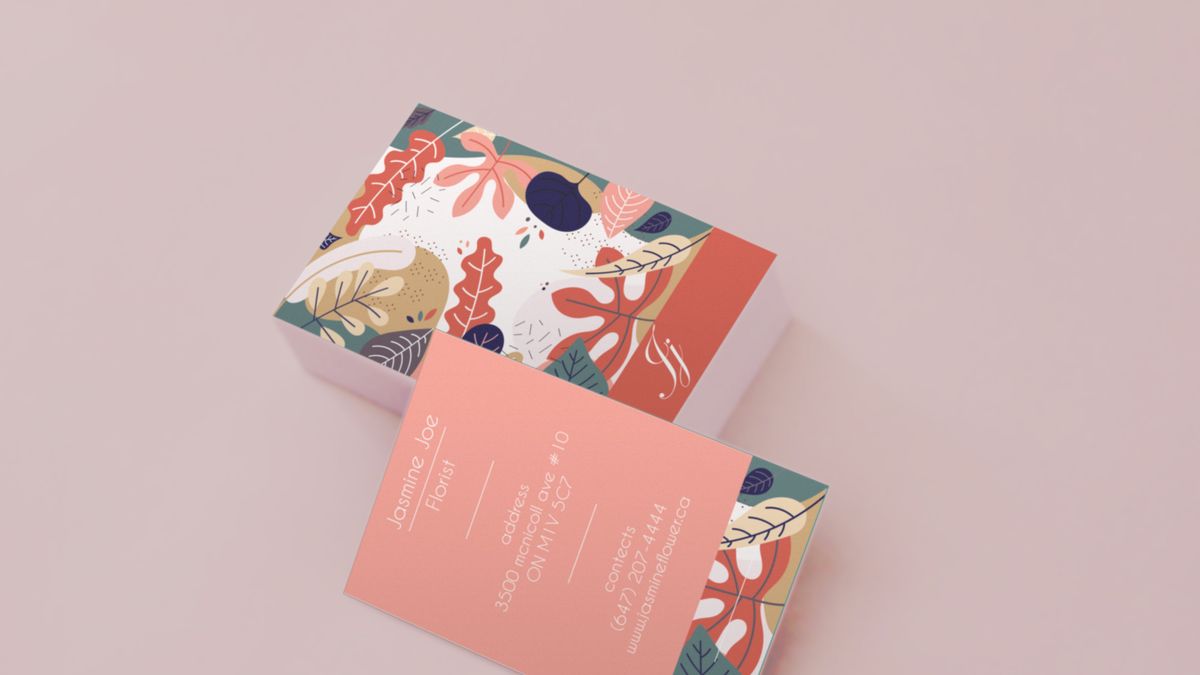 Jj
Jasmine Joe
Florist
address
3500 mcnicoll ave #10
ON M1V 5C7
contects
(647) 207-4444
www.jasmineflower.ca